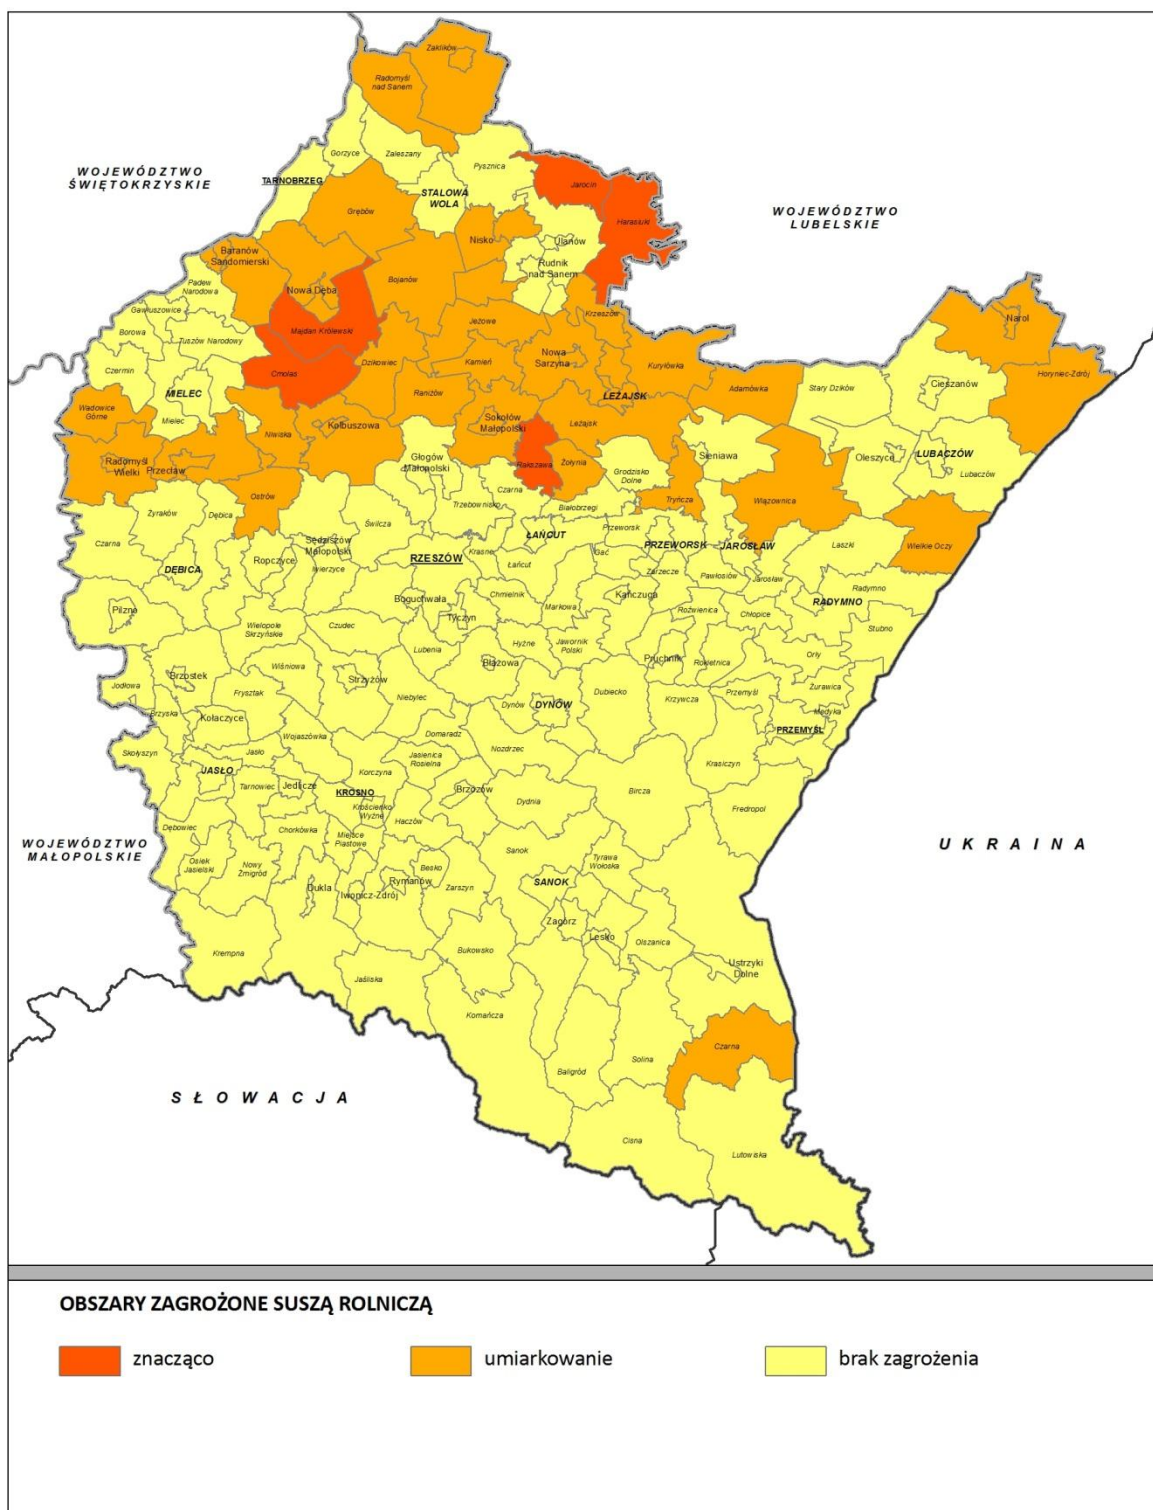 Zaklików
Radomyśl
nad Sanem
Gorzyce
Zaleszany
Pysznica
WOJEWÓDZTWO
ŚWIĘTOKRZYSKIE
TARNOBRZEG
STALOWA
WOLA
Jarocin
Harasiuki
WOJEWÓDZTWO
LUBELSKIE
Grębów
Nisko
Ulanów
Baranów
Sandomierski
Rudnik
nad Sanem
Padew
Narodowa
Nowa Dęba
Bojanów
Gawłuszowice
Krzeszów
Narol
Borowa
Majdan Królewski
Jeżowe
Tuszów Narodowy
Czermin
Cmolas
Dzikowiec
Kamień
Nowa
Sarzyna
Kuryłówka
Horyniec-Zdrój
MIELEC
Raniżów
LEŻAJSK
Adamówka
Stary Dzików
Cieszanów
Wadowice
Górne
Mielec
Niwiska
Kolbuszowa
Sokołów
Małopolski
Leżajsk
Radomyśl
Wielki
Przecław
Głogów
Małopolski
Rakszawa
Żołynia
Grodzisko
Dolne
Sieniawa
Oleszyce
LUBACZÓW
Lubaczów
Ostrów
Czarna
Trzebownisko
Białobrzegi
Tryńcza
Wiązownica
Żyraków
Dębica
Świlcza
Czarna
Sędziszów
Małopolski
Iwierzyce
ŁAŃCUT
Przeworsk
PRZEWORSK
JAROSŁAW
Laszki
Wielkie Oczy
DĘBICA
Ropczyce
RZESZÓW
Krasne
Łańcut
Gać
Zarzecze
Pawłosiów
Jarosław
Radymno
RADYMNO
Pilzno
Boguchwała
Tyczyn
Chmielnik
Markowa
Kańczuga
Roźwienica
Chłopice
Stubno
Wielopole
Skrzyńskie
Czudec
Lubenia
Hyżne
Jawornik
Polski
Pruchnik
Rokietnica
Orły
Błażowa
Wiśniowa
Brzostek
Strzyżów
Jodłowa
Frysztak
Niebylec
Dynów
DYNÓW
Dubiecko
Krzywcza
Przemyśl
Żurawica
Medyka
PRZEMYŚL
Brzyska
Kołaczyce
Wojaszówka
Domaradz
Skołyszyn
Jasło
Jasienica
Rosielna
Nozdrzec
Krasiczyn
JASŁO
Tarnowiec
Jedlicze
Korczyna
KROSNO
Krościenko
Wyżne
Haczów
Brzozów
Dydnia
Bircza
Fredropol
WOJEWÓDZTWO
MAŁOPOLSKIE
Dębowiec
Chorkówka
Miejsce
Piastowe
Sanok
Tyrawa
Wołoska
UKRAINA
Osiek
Jasielski
Nowy
Żmigród
Dukla
Iwonicz-Zdrój
Rymanów
Besko
Zarszyn
SANOK
Zagórz
Lesko
Olszanica
Krempna
Bukowsko
Ustrzyki
Dolne
Jaśliska
Komańcza
Czarna
Solina
Baligród
SŁOWACJA
Cisna
Lutowiska
OBSZARY ZAGROŻONE SUSZĄ ROLNICZĄ
znacząco
umiarkowanie
brak zagrożenia